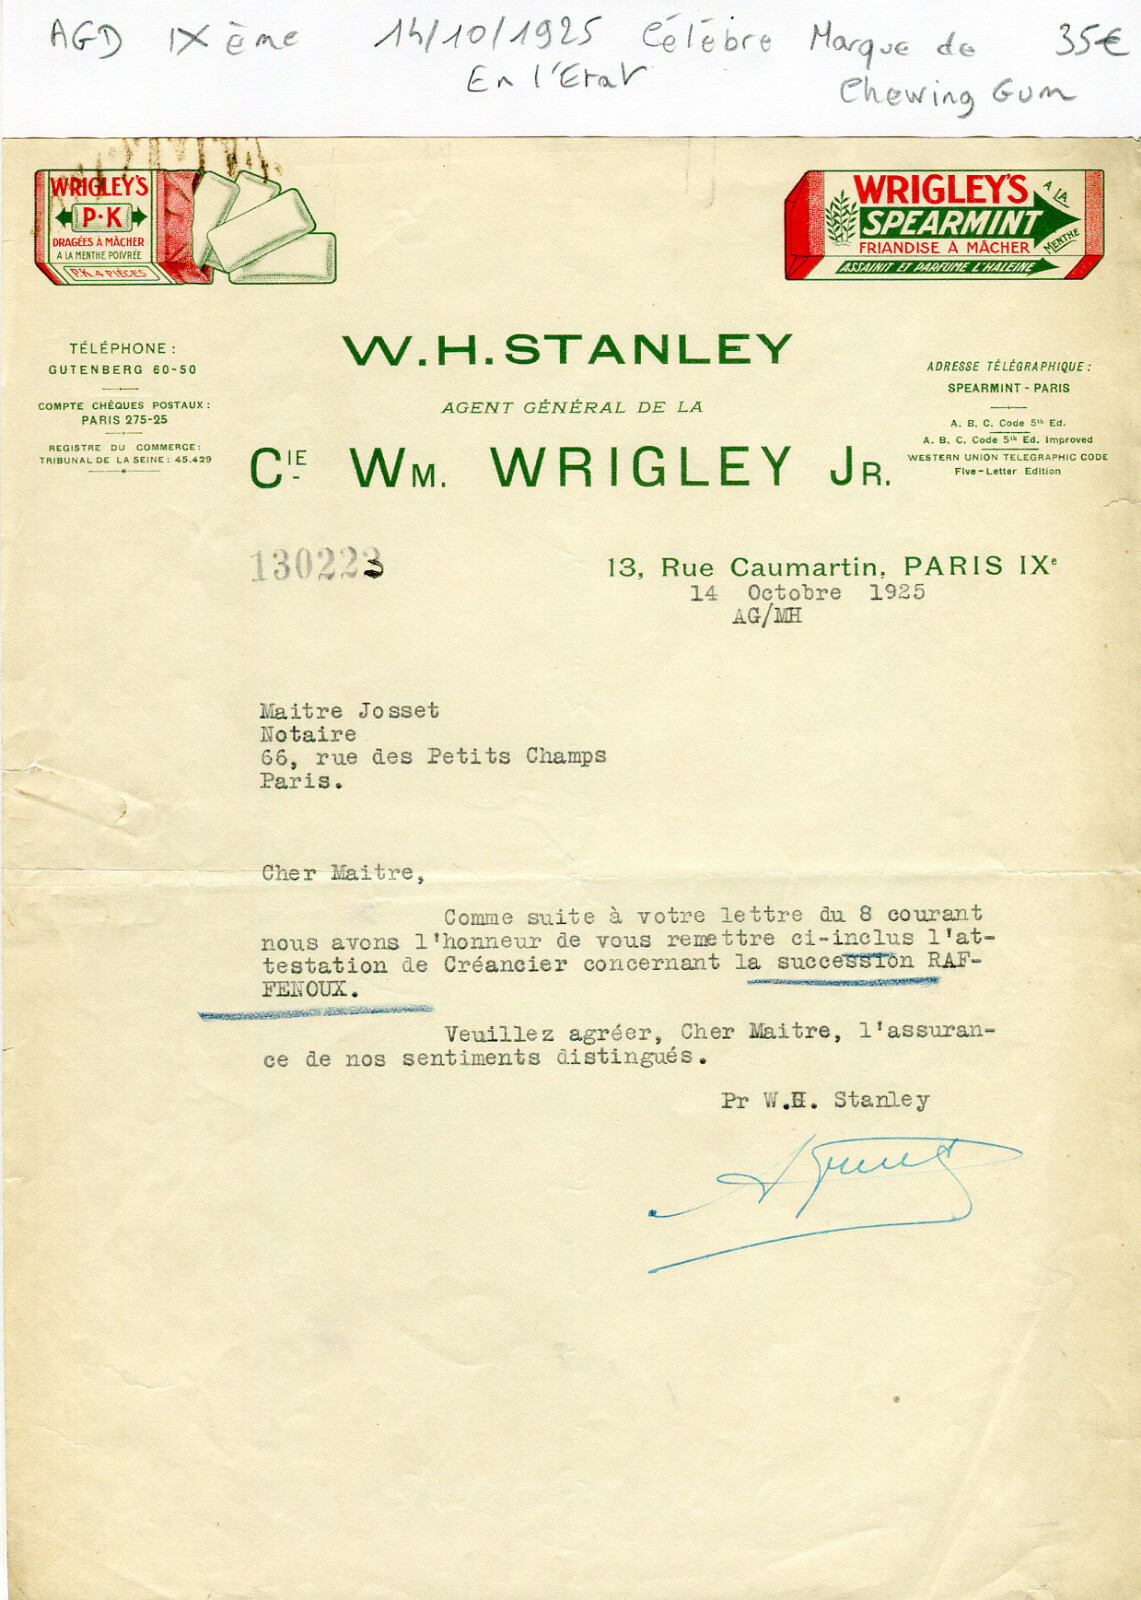 AGD IXème 14/10/1925 Célèbre Marque de 35€
En l'Etat Chewing Gum
WRIGLEY'S
P·K
DRAGÉES À MÂCHER
A LA MENTHE POIVRÉE
P.K 4 PIÈCES
WRIGLEY'S
SPEARMINT
A LA MENTHE
FRIANDISE A MÂCHER
ASSAINIT ET PARFUME L'HALEINE
TÉLÉPHONE :
GUTENBERG 60-50
COMPTE CHÈQUES POSTAUX :
PARIS 275-25
REGISTRE DU COMMERCE :
TRIBUNAL DE LA SEINE : 45.429
W.H. STANLEY
AGENT GÉNÉRAL DE LA
CIE WM. WRIGLEY JR.
ADRESSE TÉLÉGRAPHIQUE :
SPEARMINT - PARIS
A. B. C. Code 5th Ed.
A. B. C. Code 5th Ed. Improved
WESTERN UNION TELEGRAPHIC CODE
Five-Letter Edition
130223
13, Rue Caumartin, PARIS IXe
14 Octobre 1925
AG/MH
Maitre Josset
Notaire
66, rue des Petits Champs
Paris.
Cher Maitre,
Comme suite à votre lettre du 8 courant
nous avons l'honneur de vous remettre ci-inclus l'at-
testation de Créancier concernant la succession RAF-
FENOUX.
Veuillez agréer, Cher Maitre, l'assuran-
ce de nos sentiments distingués.
Pr W.H. Stanley